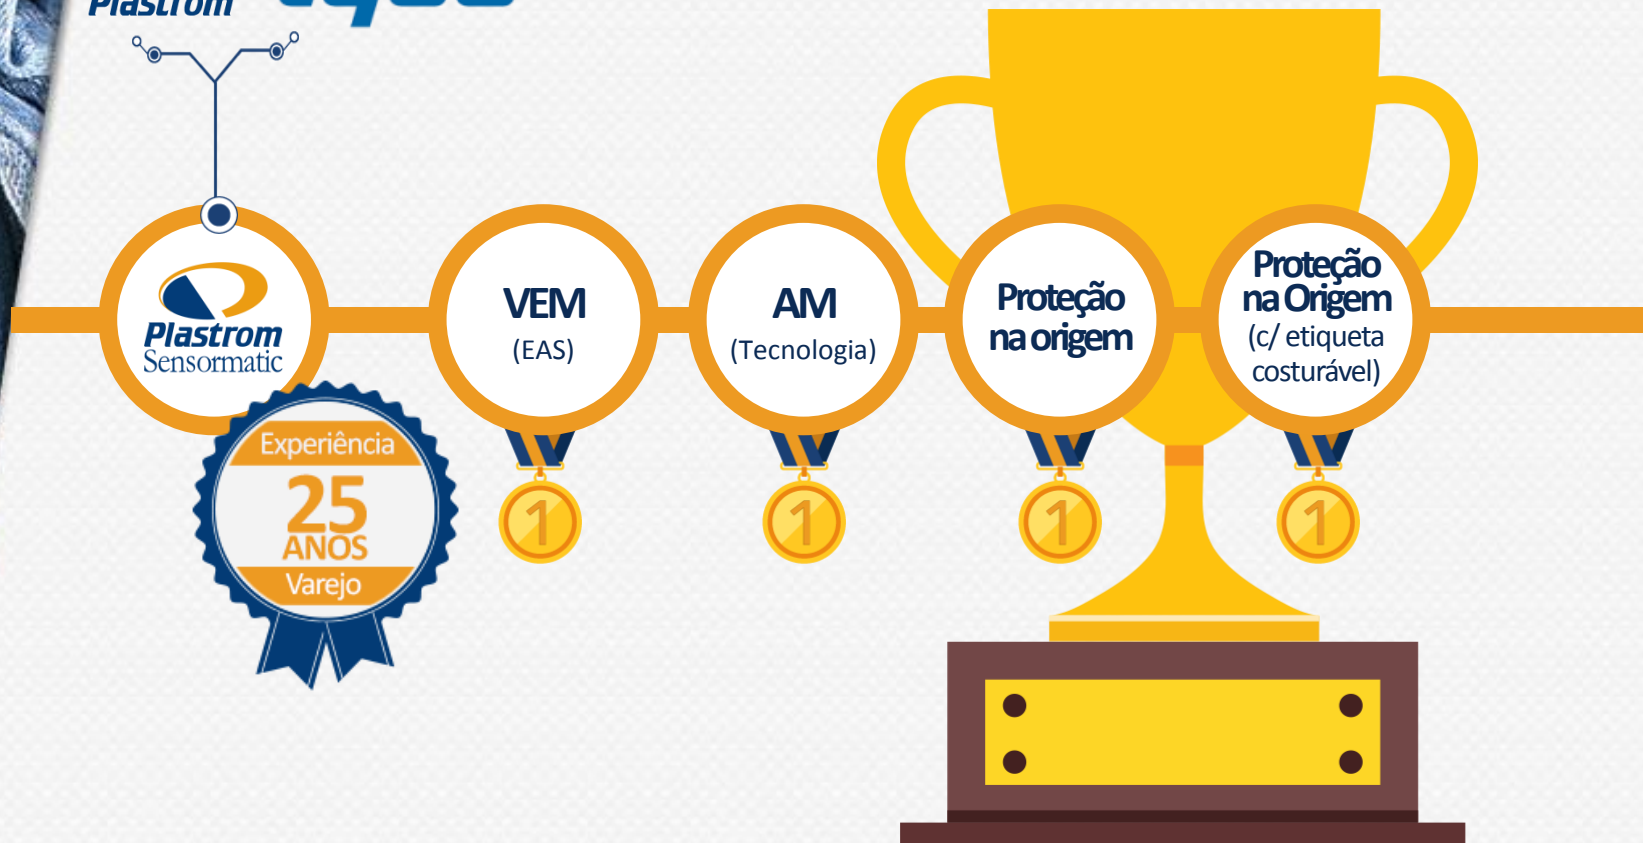 Plastrom
Plastrom
Sensormatic
VEM
(EAS)
AM
(Tecnologia)
Proteção
na origem
Proteção
na Origem
(c/ etiqueta
costurável)
Experiência
25
ANOS
Varejo
1
1
1
1